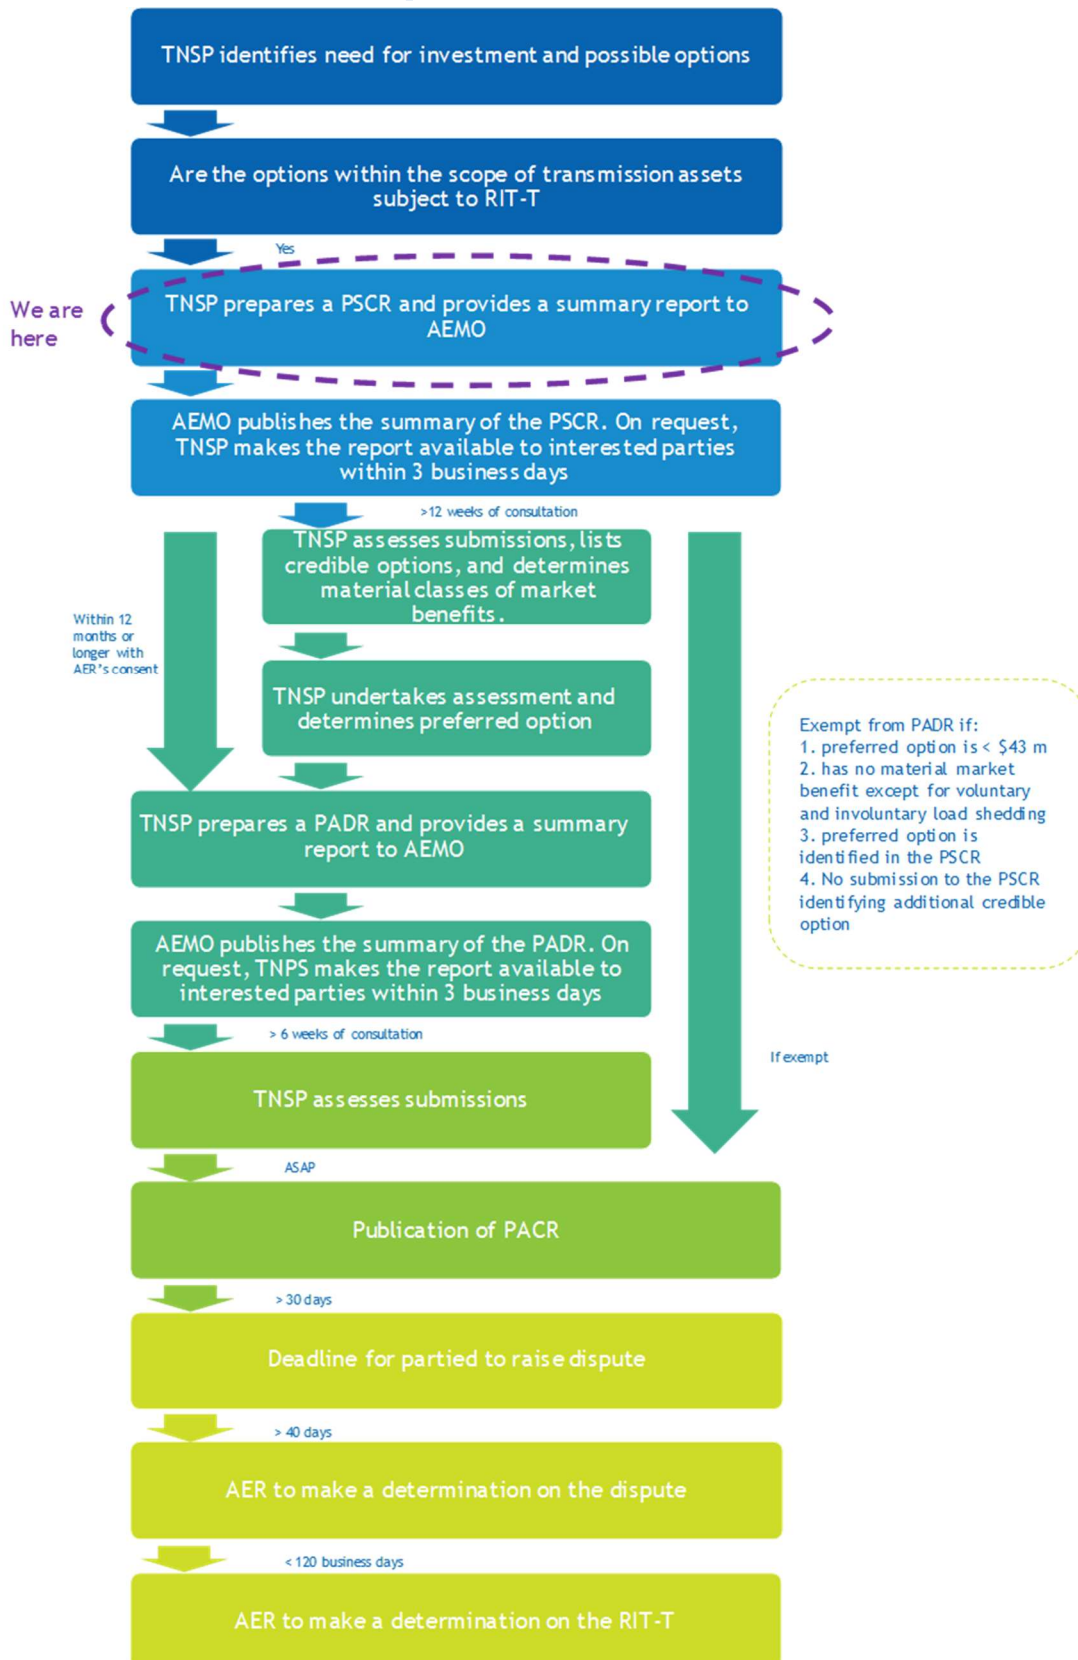 TNSP identifies need for investment and possible options
Are the options within the scope of transmission assets
subject to RIT-T
Yes
We are
here
TNSP prepares a PSCR and provides a summary report to
AEMO
AEMO publishes the summary of the PSCR. On request,
TNSP makes the report available to interested parties
within 3 business days
>12 weeks of consultation
TNSP assesses submissions, lists
credible options, and determines
material classes of market
benefits.
Within 12
months or
longer with
AER's consent
TNSP undertakes assessment and
determines preferred option
Exempt from PADR if:
1. preferred option is < $43 m
2. has no material market
benefit except for voluntary
and involuntary load shedding
3. preferred option is
identified in the PSCR
4. No submission to the PSCR
identifying additional credible
option
TNSP prepares a PADR and provides a summary
report to AEMO
AEMO publishes the summary of the PADR. On
request, TNPS makes the report available to
interested parties within 3 business days
> 6 weeks of consultation
If exempt
TNSP assesses submissions
ASAP
Publication of PACR
> 30 days
Deadline for partied to raise dispute
> 40 days
AER to make a determination on the dispute
< 120 business days
AER to make a determination on the RIT-T